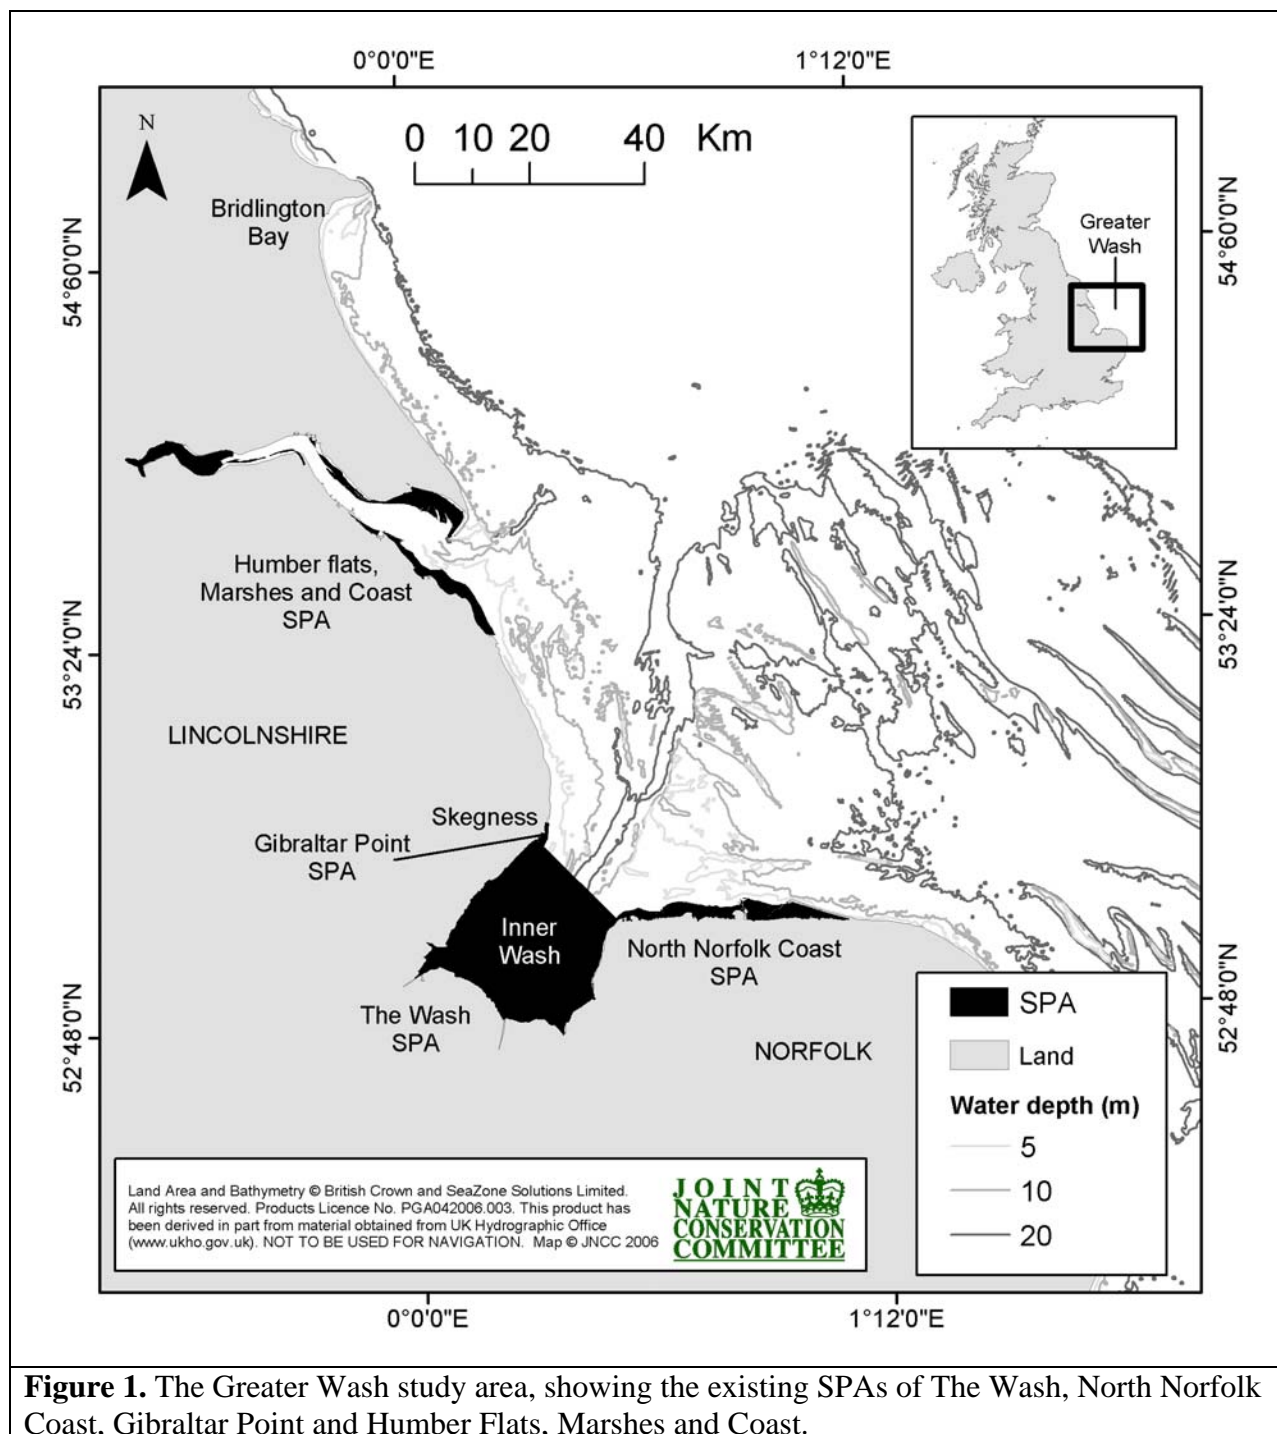 0°0'0"E
1°12'0"E
N
0 10 20 40 Km
Bridlington
Bay
Greater
Wash
54°60'0"N
54°60'0"N
Humber flats,
Marshes and Coast
SPA
53°24'0"N
53°24'0"N
LINCOLNSHIRE
Skegness
Gibraltar Point
SPA
Inner
Wash
North Norfolk Coast
SPA
The Wash
SPA
NORFOLK
52°48'0"N
52°48'0"N
SPA
Land
Water depth (m)
5
10
20
Land Area and Bathymetry © British Crown and SeaZone Solutions Limited.
All rights reserved. Products Licence No. PGA042006.003. This product has
been derived in part from material obtained from UK Hydrographic Office
(www.ukho.gov.uk). NOT TO BE USED FOR NAVIGATION. Map © JNCC 2006
JOINT
NATURE
CONSERVATION
COMMITTEE
0°0'0"E
1°12'0"E
Figure 1. The Greater Wash study area, showing the existing SPAs of The Wash, North Norfolk
Coast, Gibraltar Point and Humber Flats, Marshes and Coast.